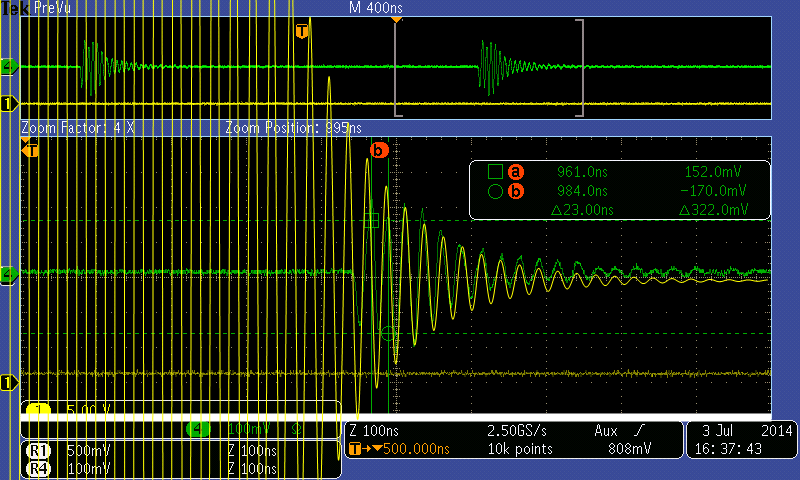 Tek PreVu M 400ns
T
4
1
Zoom Factor: 4 X Zoom Position: 995ns
T b
a 961.0ns 152.0mV
b 984.0ns −170.0mV
△23.00ns △322.0mV
4
1
1 5.00 V
4 100mV Ω
Z 100ns 2.50GS/s Aux 3 Jul 2014
T→▼500.000ns 10k points 808mV 16:37:43
R1 500mV Z 100ns
R4 100mV Z 100ns